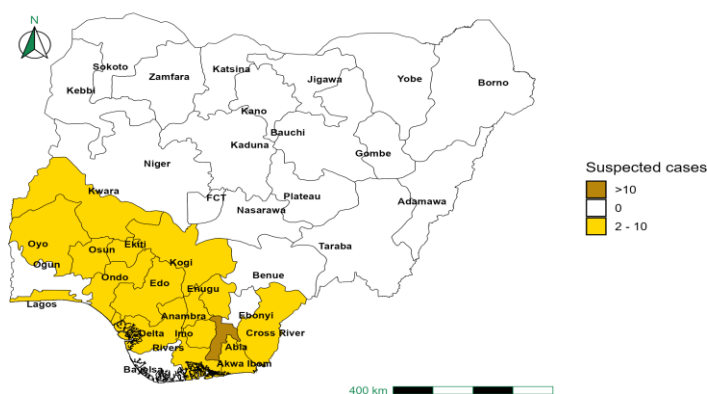 N
Sokoto
Katsina
Zamfara
Jigawa
Yobe
Borno
Kebbi
Kano
Bauchi
Kaduna
Gombe
Niger
Kwara
FCT
Plateau
Adamawa
Nasarawa
Oyo
Osun
Ekiti
Taraba
Ogun
Kogi
Benue
Ondo
Edo
Enugu
Lagos
Anambra
Ebonyi
Delta
Imo
Cross River
Rivers
Abia
Bayelsa
Akwa Ibom
Suspected cases
>10
0
2 - 10
400 km